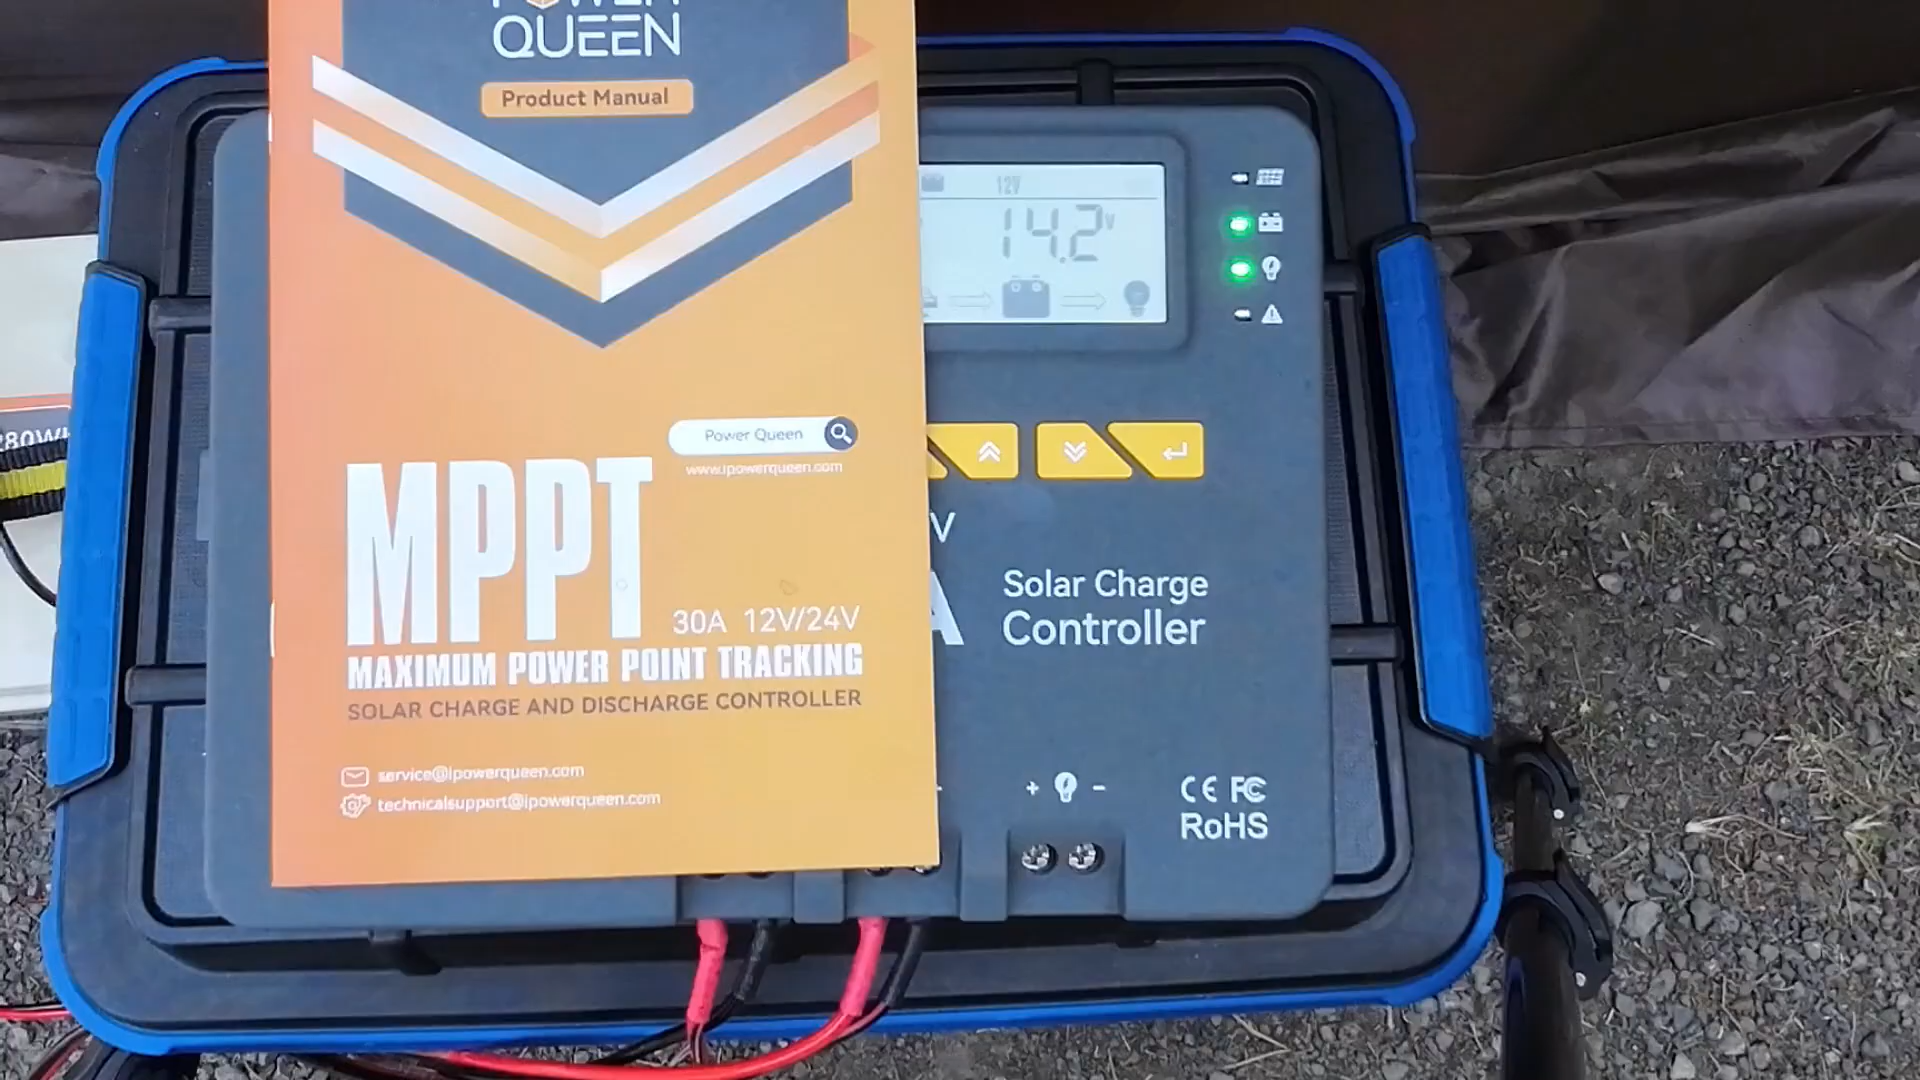 QUEEN
Product Manual
12V
14.2V
Power Queen
www.ipowerqueen.com
MPPT
30A 12V/24V
MAXIMUM POWER POINT TRACKING
SOLAR CHARGE AND DISCHARGE CONTROLLER
service@ipowerqueen.com
technicalsupport@ipowerqueen.com
V
A
Solar Charge
Controller
+ -
CE FC
RoHS